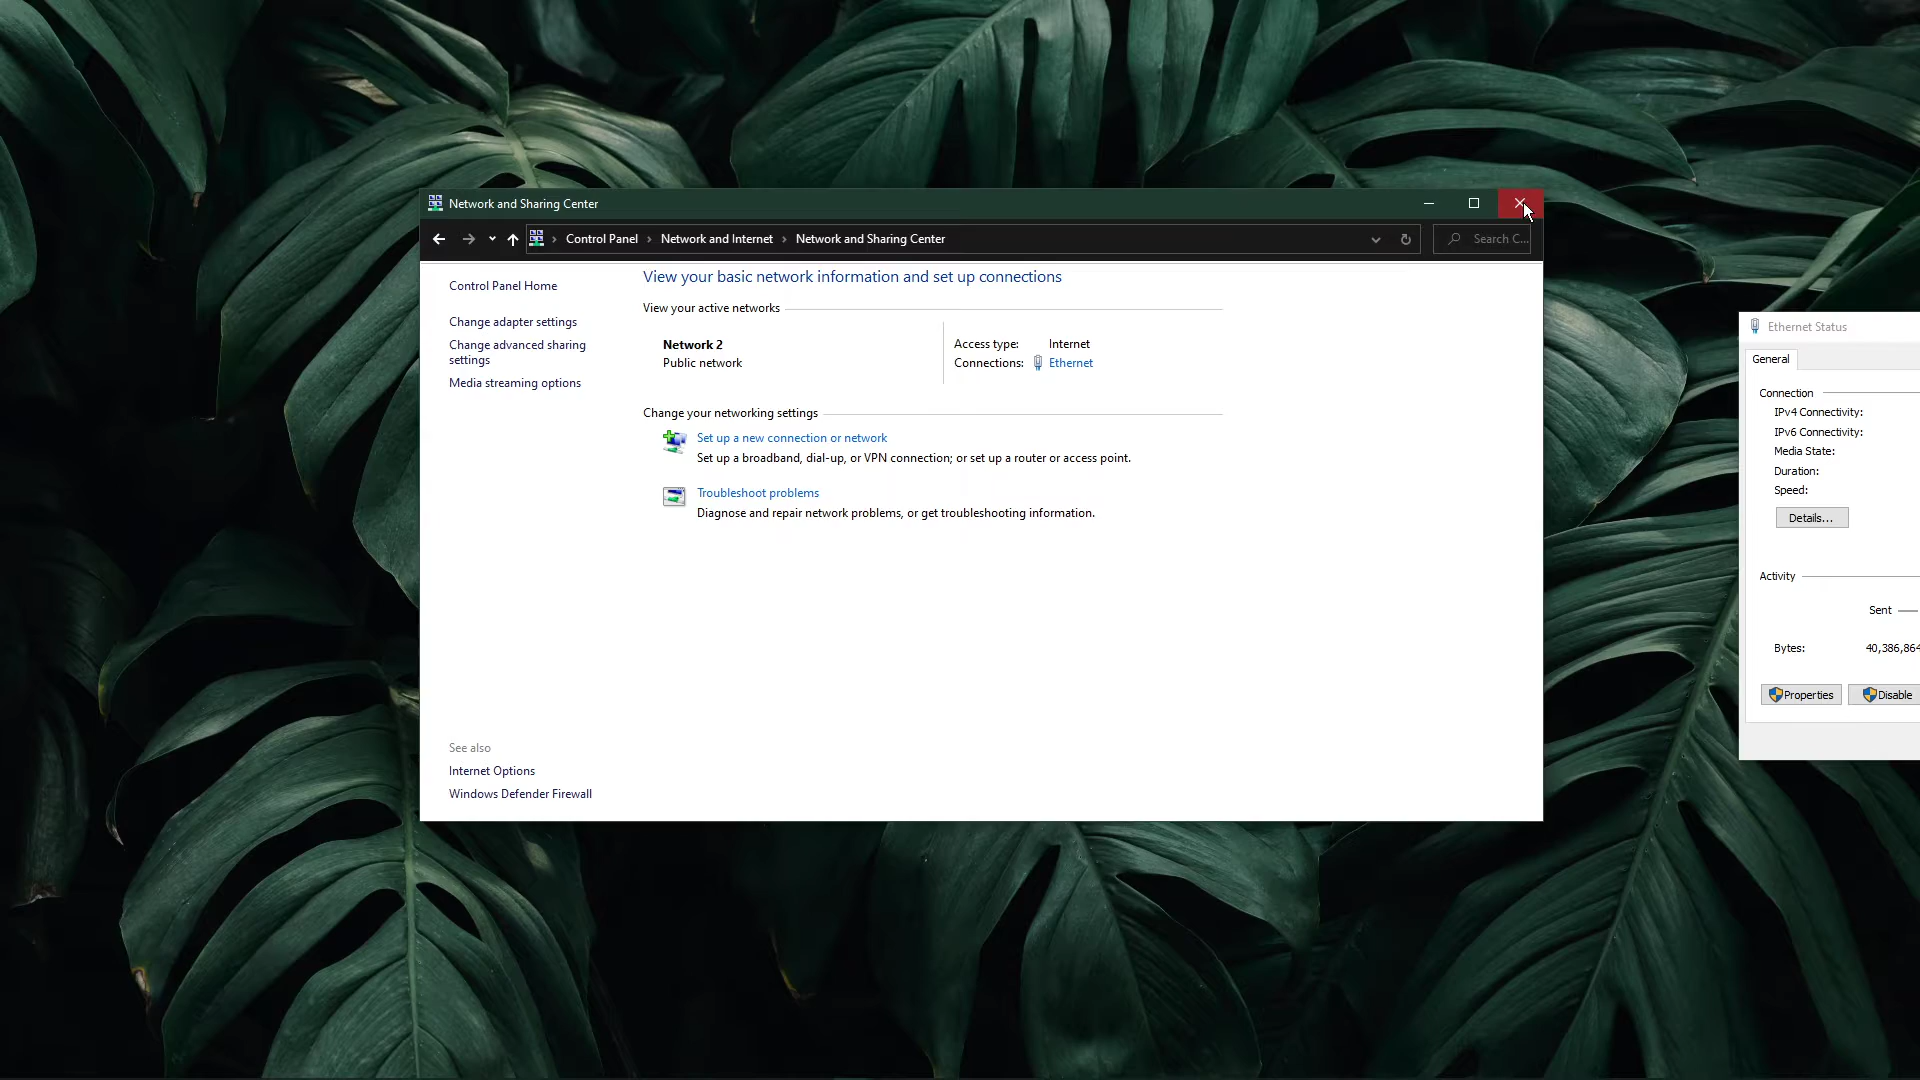 Network and Sharing Center
Control Panel > Network and Internet > Network and Sharing Center
Search C...
Control Panel Home
Change adapter settings
Change advanced sharing
settings
Media streaming options
View your basic network information and set up connections
View your active networks
Network 2
Public network
Access type: Internet
Connections: Ethernet
Change your networking settings
Set up a new connection or network
Set up a broadband, dial-up, or VPN connection; or set up a router or access point.
Troubleshoot problems
Diagnose and repair network problems, or get troubleshooting information.
See also
Internet Options
Windows Defender Firewall
Ethernet Status
General
Connection
IPv4 Connectivity:
IPv6 Connectivity:
Media State:
Duration:
Speed:
Details...
Activity
Sent
Bytes: 40,386,864
Properties Disable